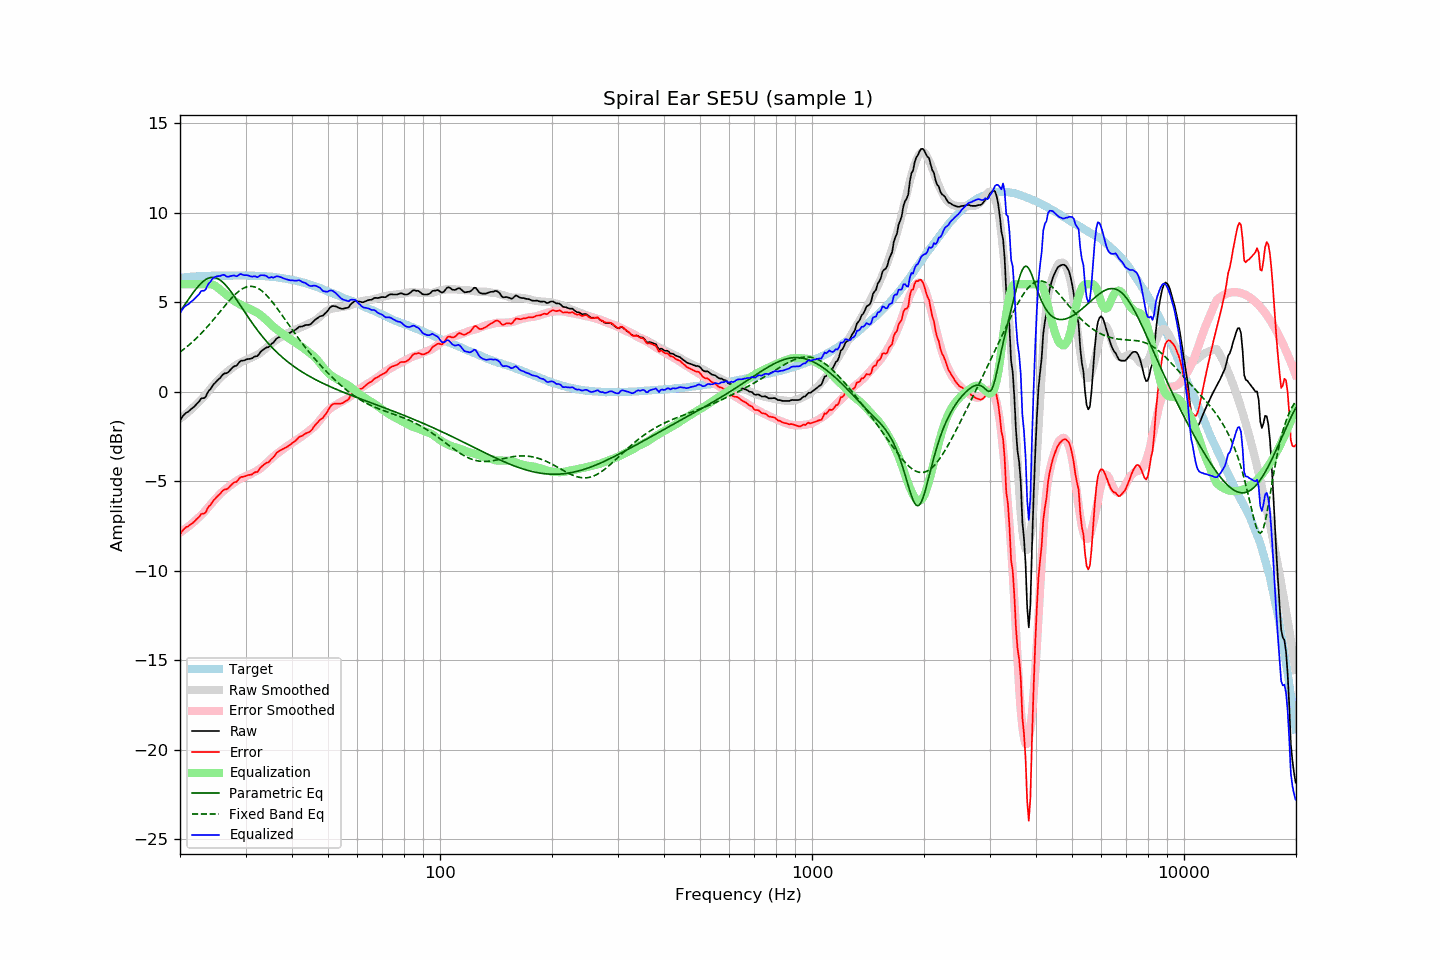 Spiral Ear SE5U (sample 1)
15
10
5
0
−5
−10
−15
−20
−25
Amplitude (dBr)
Target
Raw Smoothed
Error Smoothed
Raw
Error
Equalization
Parametric Eq
Fixed Band Eq
Equalized
100
1000
10000
Frequency (Hz)